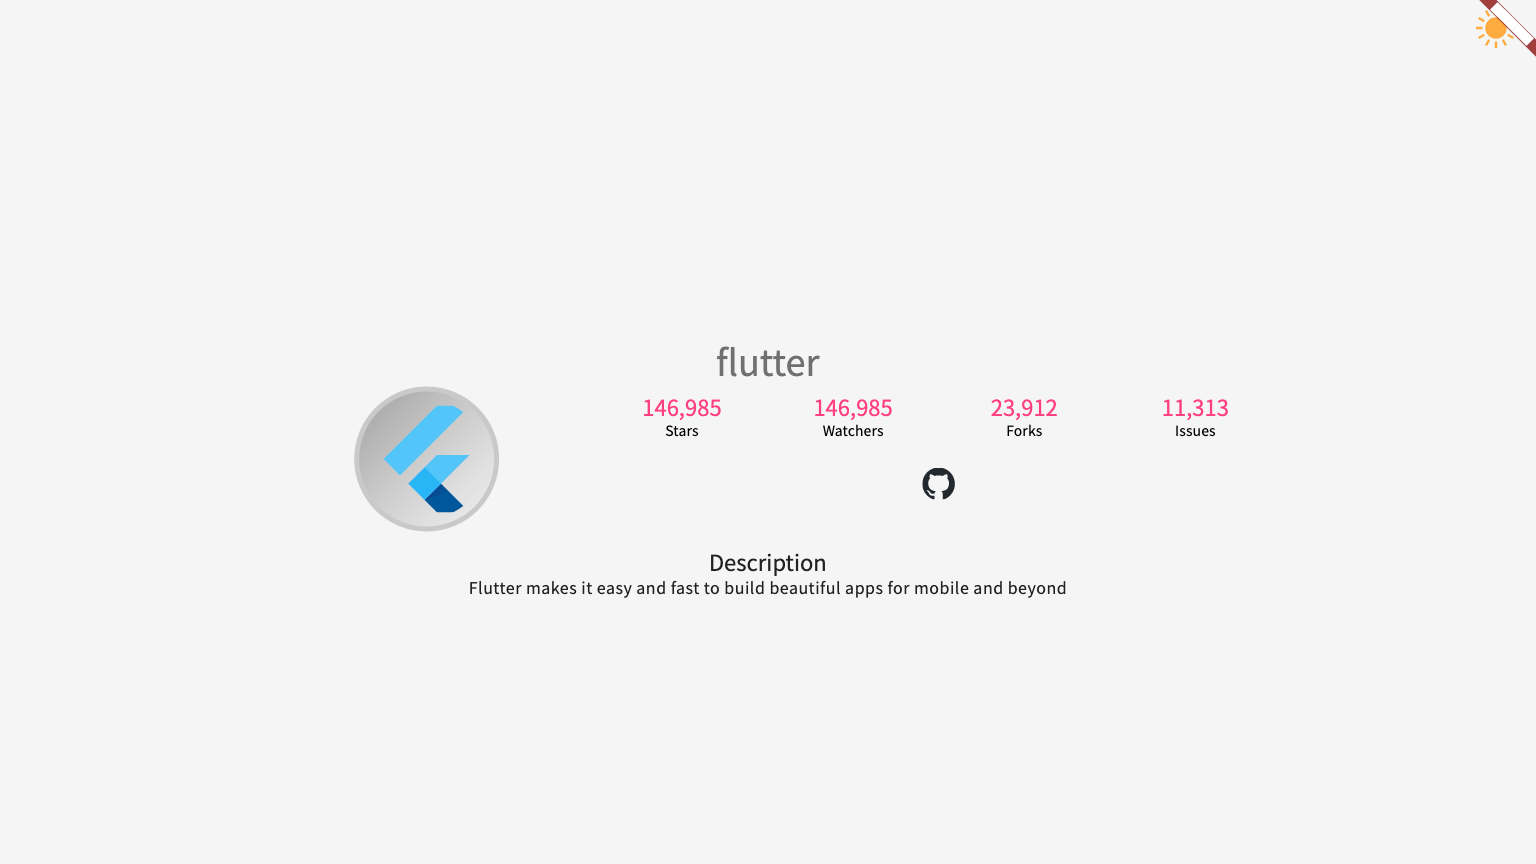 flutter
146,985 146,985 23,912 11,313
Stars Watchers Forks Issues
Description
Flutter makes it easy and fast to build beautiful apps for mobile and beyond